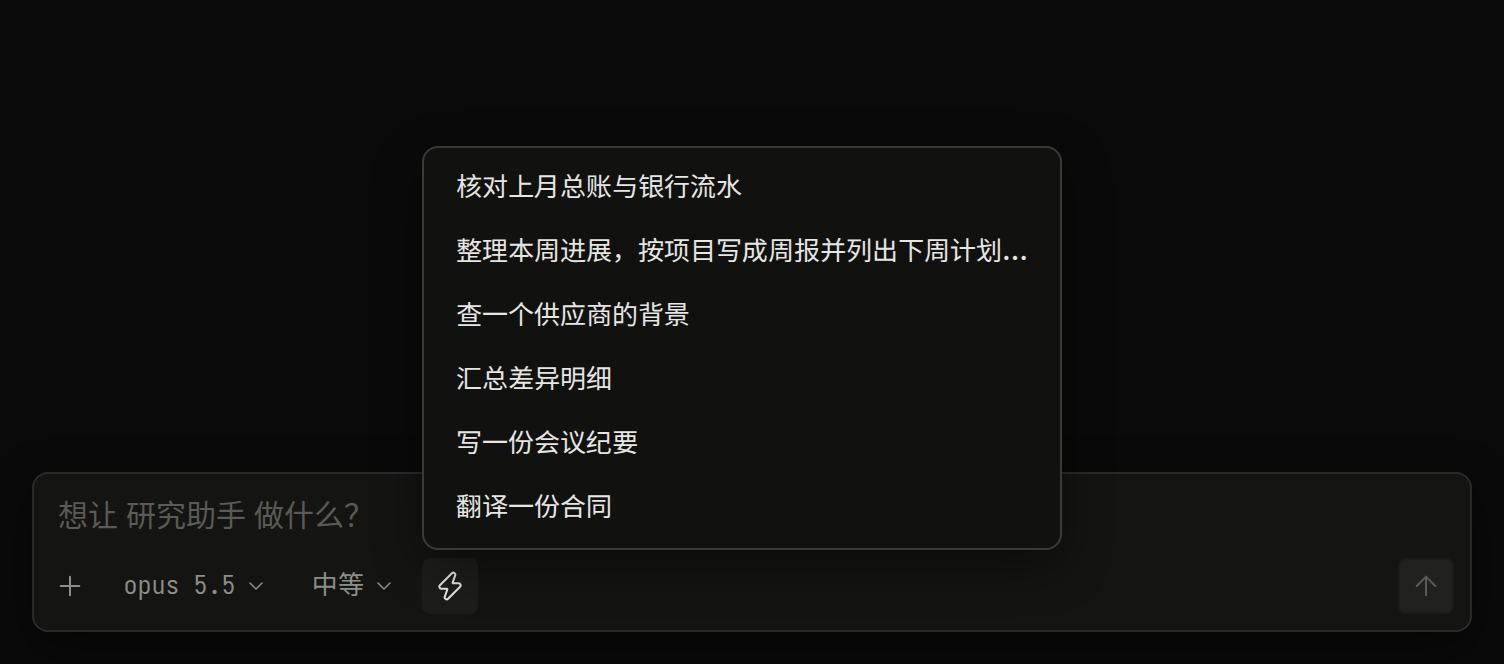 核对上月总账与银行流水
整理本周进展，按项目写成周报并列出下周计划...
查一个供应商的背景
汇总差异明细
写一份会议纪要
翻译一份合同
想让 研究助手 做什么？
opus 5.5 中等